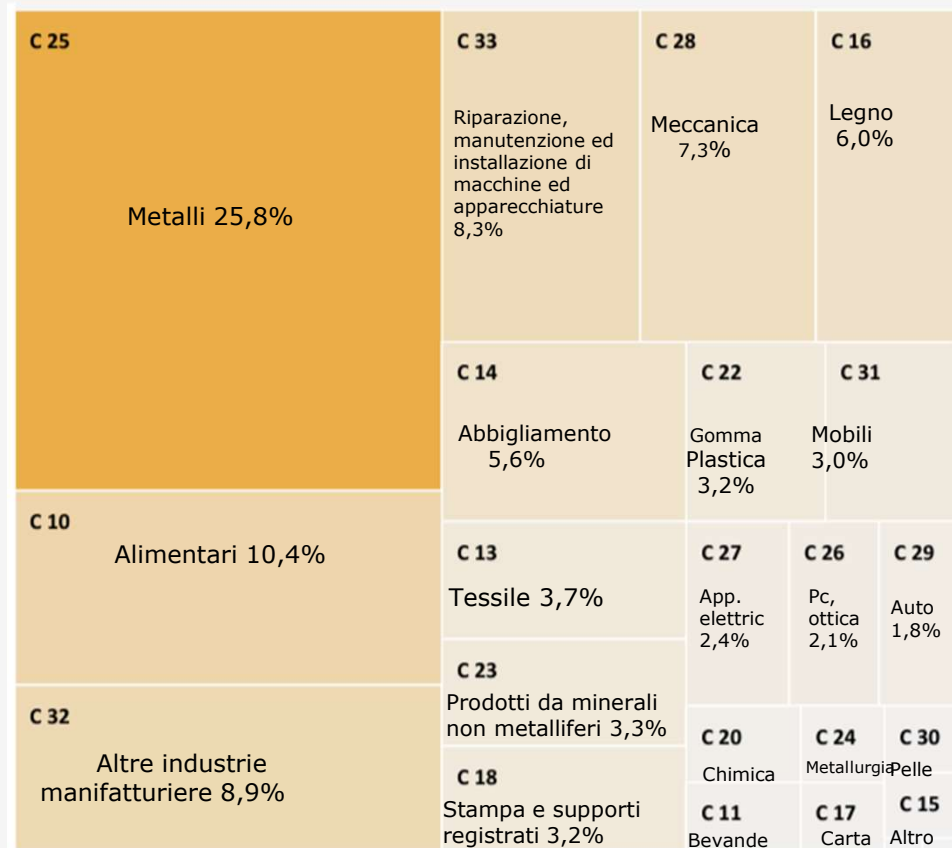 C 25
Metalli 25,8%
C 10
Alimentari 10,4%
C 32
Altre industrie
manifatturiere 8,9%
C 33
Riparazione,
manutenzione ed
installazione di
macchine ed
apparecchiature
8,3%
C 28
Meccanica
7,3%
C 16
Legno
6,0%
C 14
Abbigliamento
5,6%
C 22
Gomma
Plastica
3,2%
C 31
Mobili
3,0%
C 13
Tessile 3,7%
C 23
Prodotti da minerali
non metalliferi 3,3%
C 18
Stampa e supporti
registrati 3,2%
C 27
App.
elettric
2,4%
C 26
Pc,
ottica
2,1%
C 29
Auto
1,8%
C 20
Chimica
C 24
Metallurgia
C 30
Pelle
C 11
Bevande
C 17
Carta
C 15
Altro